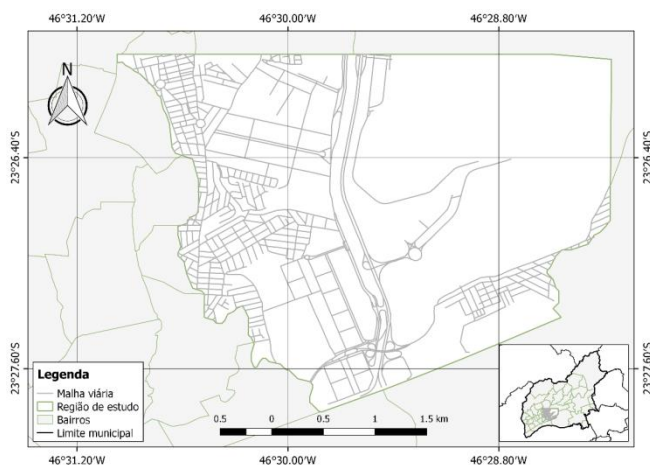 46°31.20'W 46°30.00'W 46°28.80'W
N
23°26.40'S 23°26.40'S
23°27.60'S 23°27.60'S
Legenda
Malha viária
Região de estudo
Bairros
Limite municipal
0.5 0 0.5 1 1.5 km
46°31.20'W 46°30.00'W 46°28.80'W